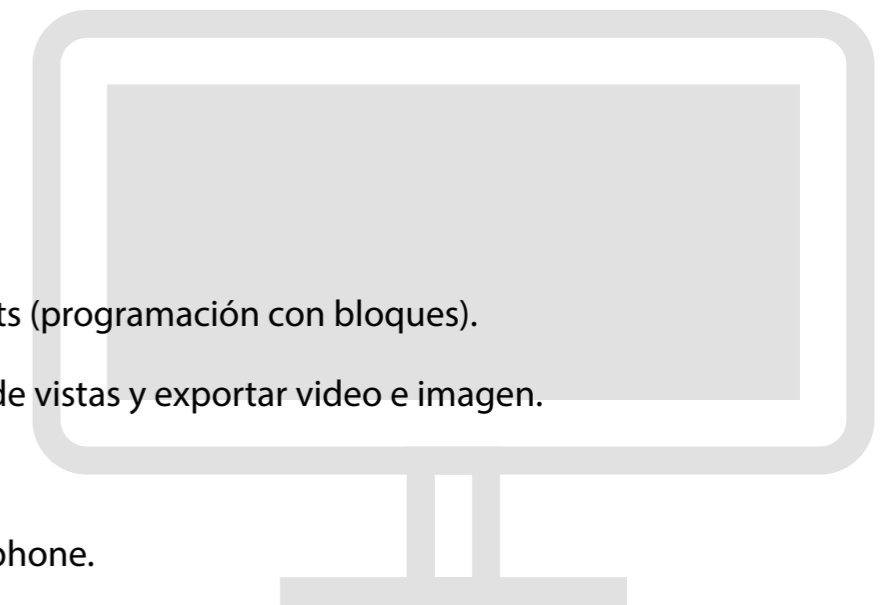 ts (programación con bloques).
de vistas y exportar video e imagen.
phone.